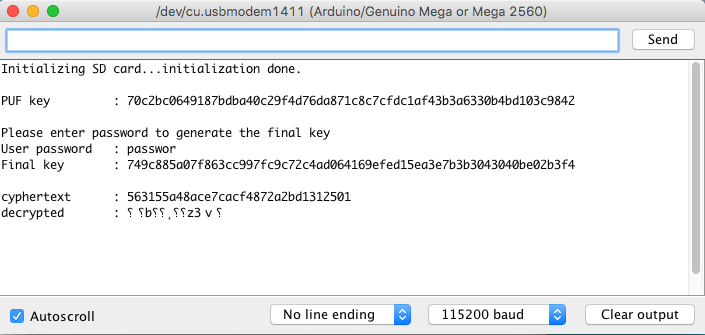 /dev/cu.usbmodem1411 (Arduino/Genuino Mega or Mega 2560)
Send
Initializing SD card...initialization done.
PUF key : 70c2bc0649187bdba40c29f4d76da871c8c7cfdc1af43b3a6330b4bd103c9842
Please enter password to generate the final key
User password : passwor
Final key : 749c885a07f863cc997fc9c72c4ad064169efed15ea3e7b3b3043040be02b3f4
cyphertext : 563155a48ace7cacf4872a2bd1312501
decrypted : ⸮ ⸮b⸮⸮˛⸮⸮z3v⸮
Autoscroll No line ending 115200 baud Clear output